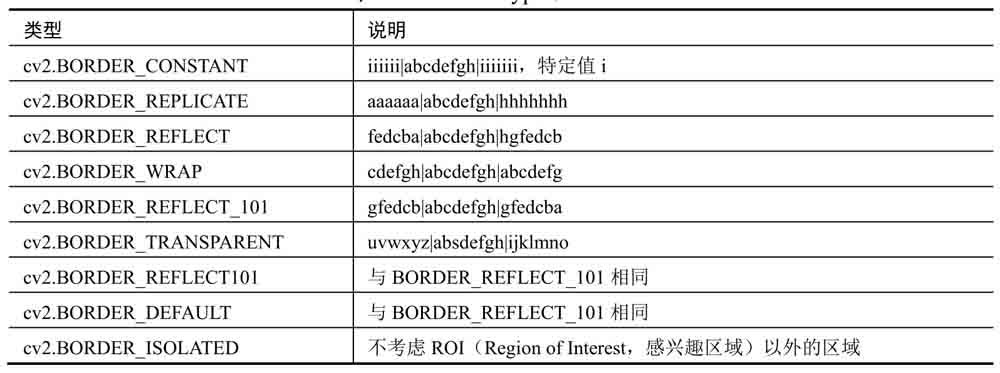 类型 说明
cv2.BORDER_CONSTANT iiiiii|abcdefgh|iiiiiii，特定值 i
cv2.BORDER_REPLICATE aaaaaa|abcdefgh|hhhhhhh
cv2.BORDER_REFLECT fedcba|abcdefgh|hgfedcb
cv2.BORDER_WRAP cdefgh|abcdefgh|abcdefg
cv2.BORDER_REFLECT_101 gfedcb|abcdefgh|gfedcba
cv2.BORDER_TRANSPARENT uvwxyz|absdefgh|ijklmno
cv2.BORDER_REFLECT101 与 BORDER_REFLECT_101 相同
cv2.BORDER_DEFAULT 与 BORDER_REFLECT_101 相同
cv2.BORDER_ISOLATED 不考虑 ROI（Region of Interest，感兴趣区域）以外的区域